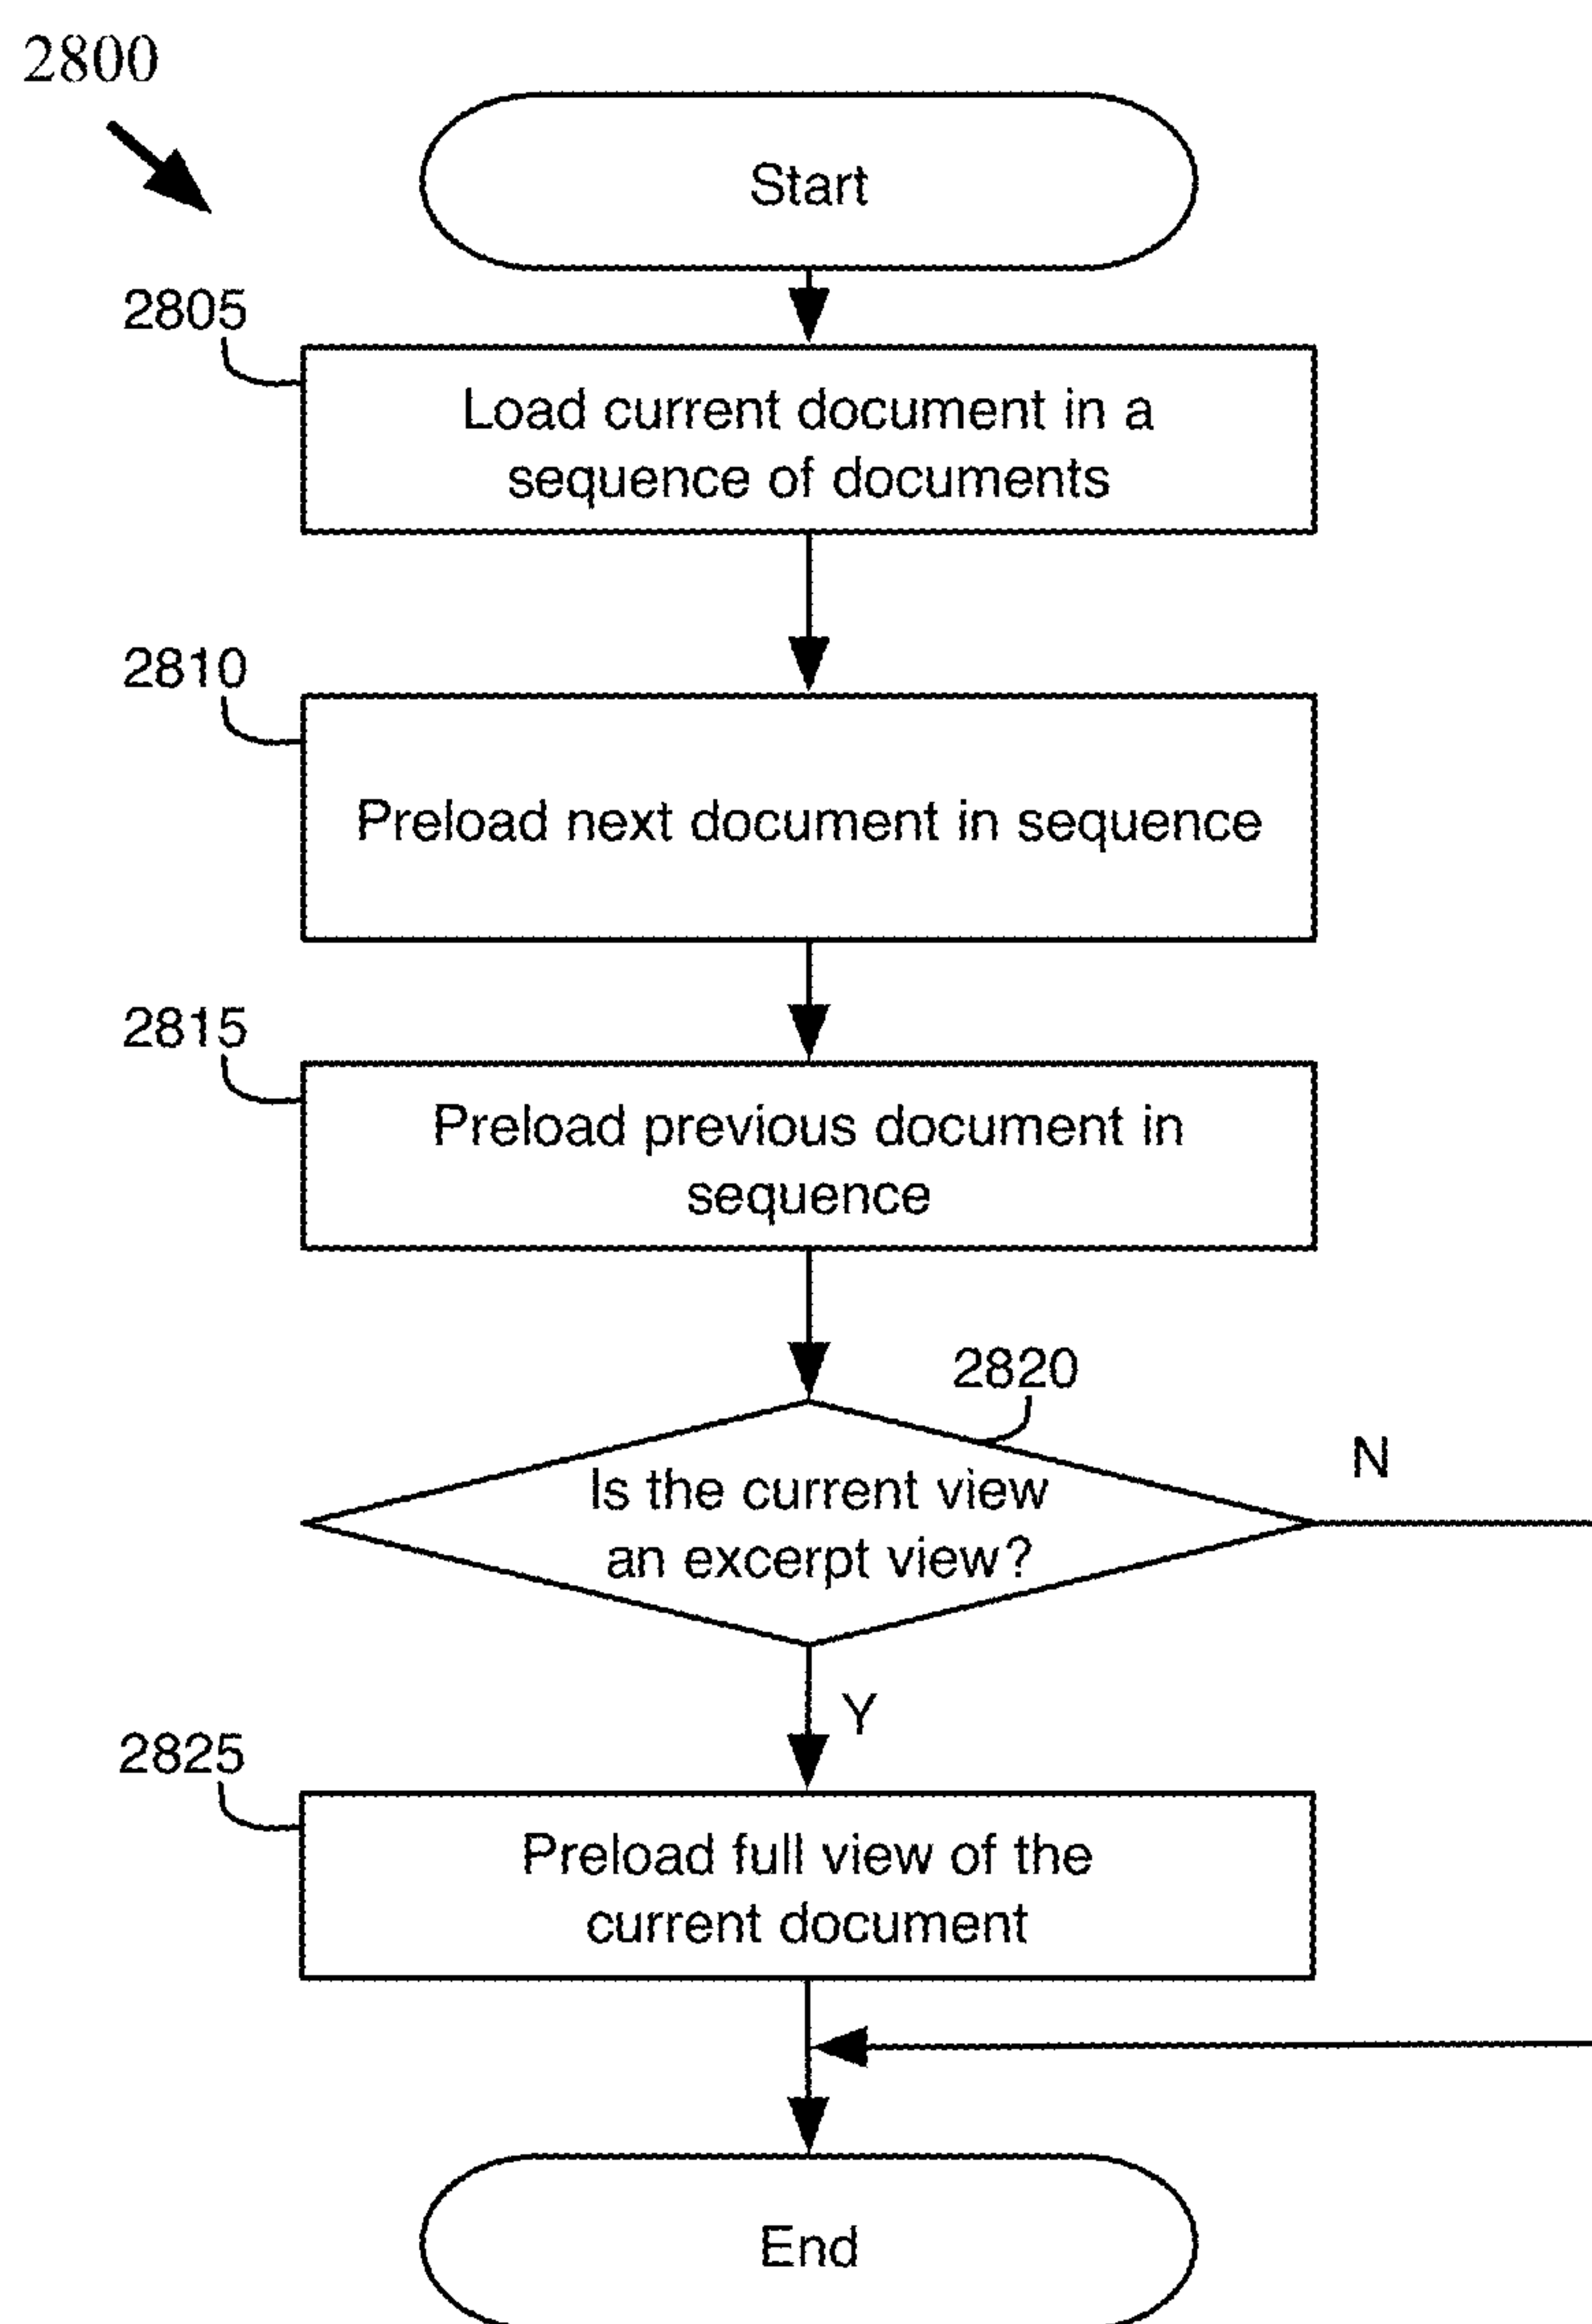 2800
Start
2805
Load current document in a
sequence of documents
2810
Preload next document in sequence
2815
Preload previous document in
sequence
2820
N
Is the current view
an excerpt view?
Y
2825
Preload full view of the
current document
End